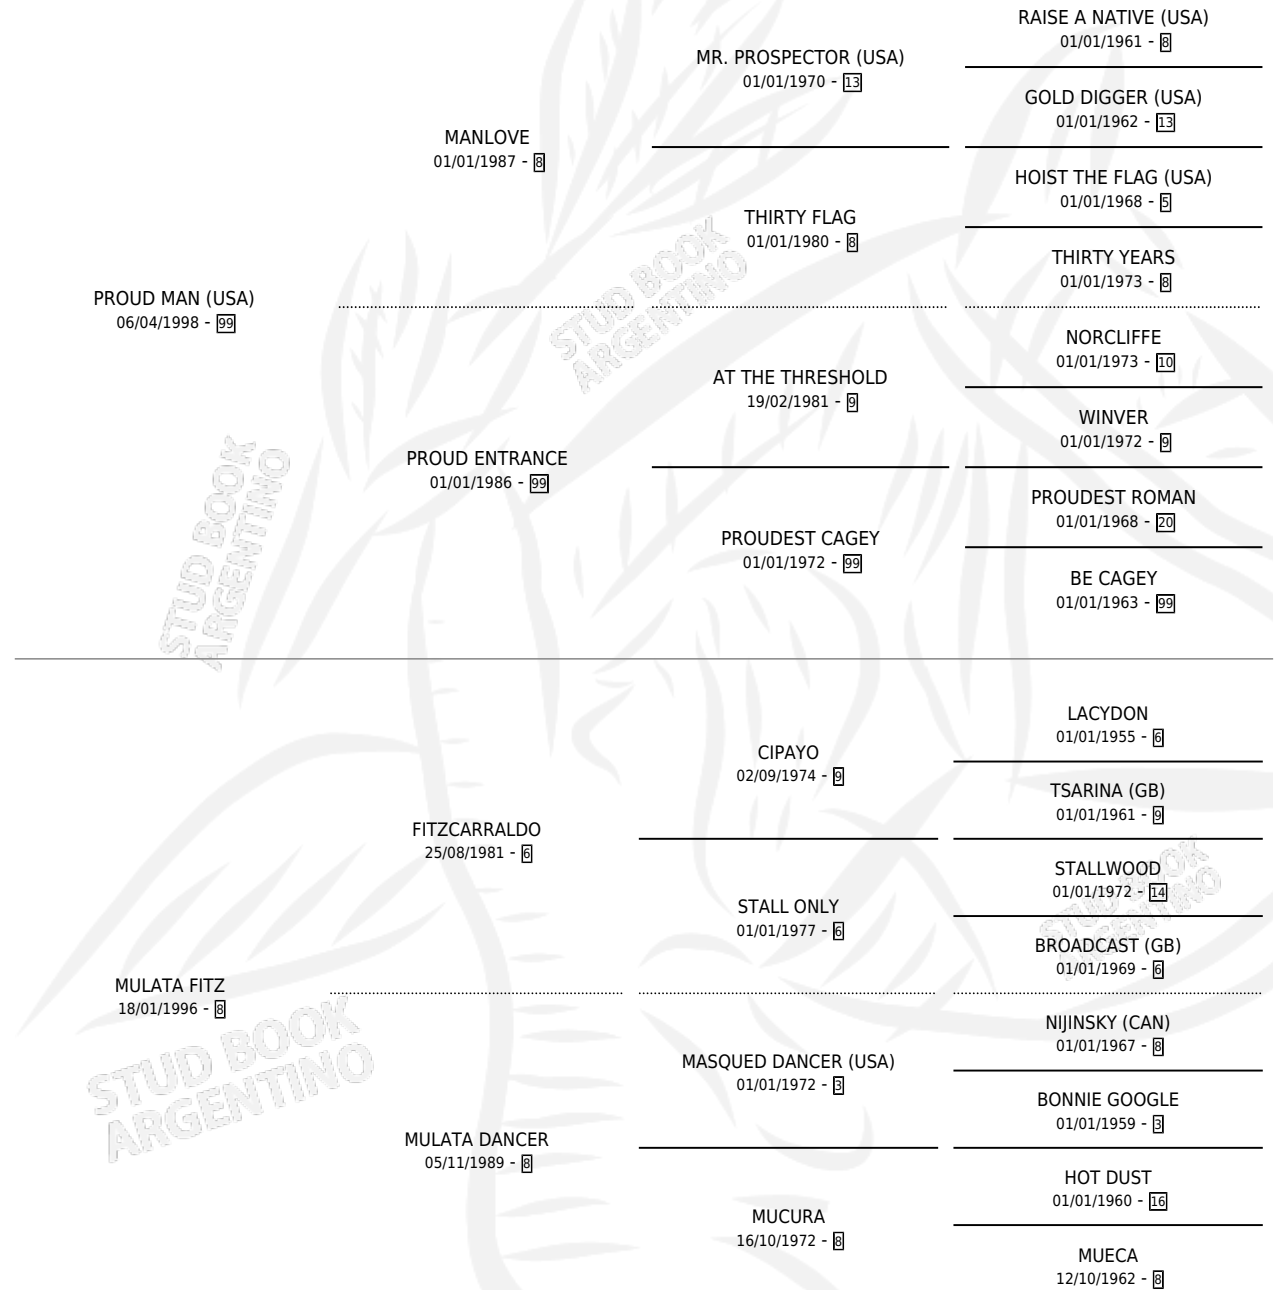 RAISE A NATIVE (USA)
01/01/1961 - 8
MR. PROSPECTOR (USA)
01/01/1970 - 13
GOLD DIGGER (USA)
01/01/1962 - 13
MANLOVE
01/01/1987 - 8
HOIST THE FLAG (USA)
01/01/1968 - 5
THIRTY FLAG
01/01/1980 - 8
THIRTY YEARS
01/01/1973 - 8
PROUD MAN (USA)
06/04/1998 - 99
NORCLIFFE
01/01/1973 - 10
AT THE THRESHOLD
19/02/1981 - 9
WINVER
01/01/1972 - 9
PROUD ENTRANCE
01/01/1986 - 99
PROUDEST ROMAN
01/01/1968 - 20
PROUDEST CAGEY
01/01/1972 - 99
BE CAGEY
01/01/1963 - 99
LACYDON
01/01/1955 - 6
CIPAYO
02/09/1974 - 9
TSARINA (GB)
01/01/1961 - 9
FITZCARRALDO
25/08/1981 - 6
STALLWOOD
01/01/1972 - 14
STALL ONLY
01/01/1977 - 6
BROADCAST (GB)
01/01/1969 - 6
MULATA FITZ
18/01/1996 - 8
NIJINSKY (CAN)
01/01/1967 - 8
MASQUED DANCER (USA)
01/01/1972 - 3
BONNIE GOOGLE
01/01/1959 - 3
MULATA DANCER
05/11/1989 - 8
HOT DUST
01/01/1960 - 16
MUCURA
16/10/1972 - 8
MUECA
12/10/1962 - 8
STUD BOOK
ARGENTINO
STUD BOOK
ARGENTINO
STUD BOOK
ARGENTINO
STUD BOOK
ARGENTINO